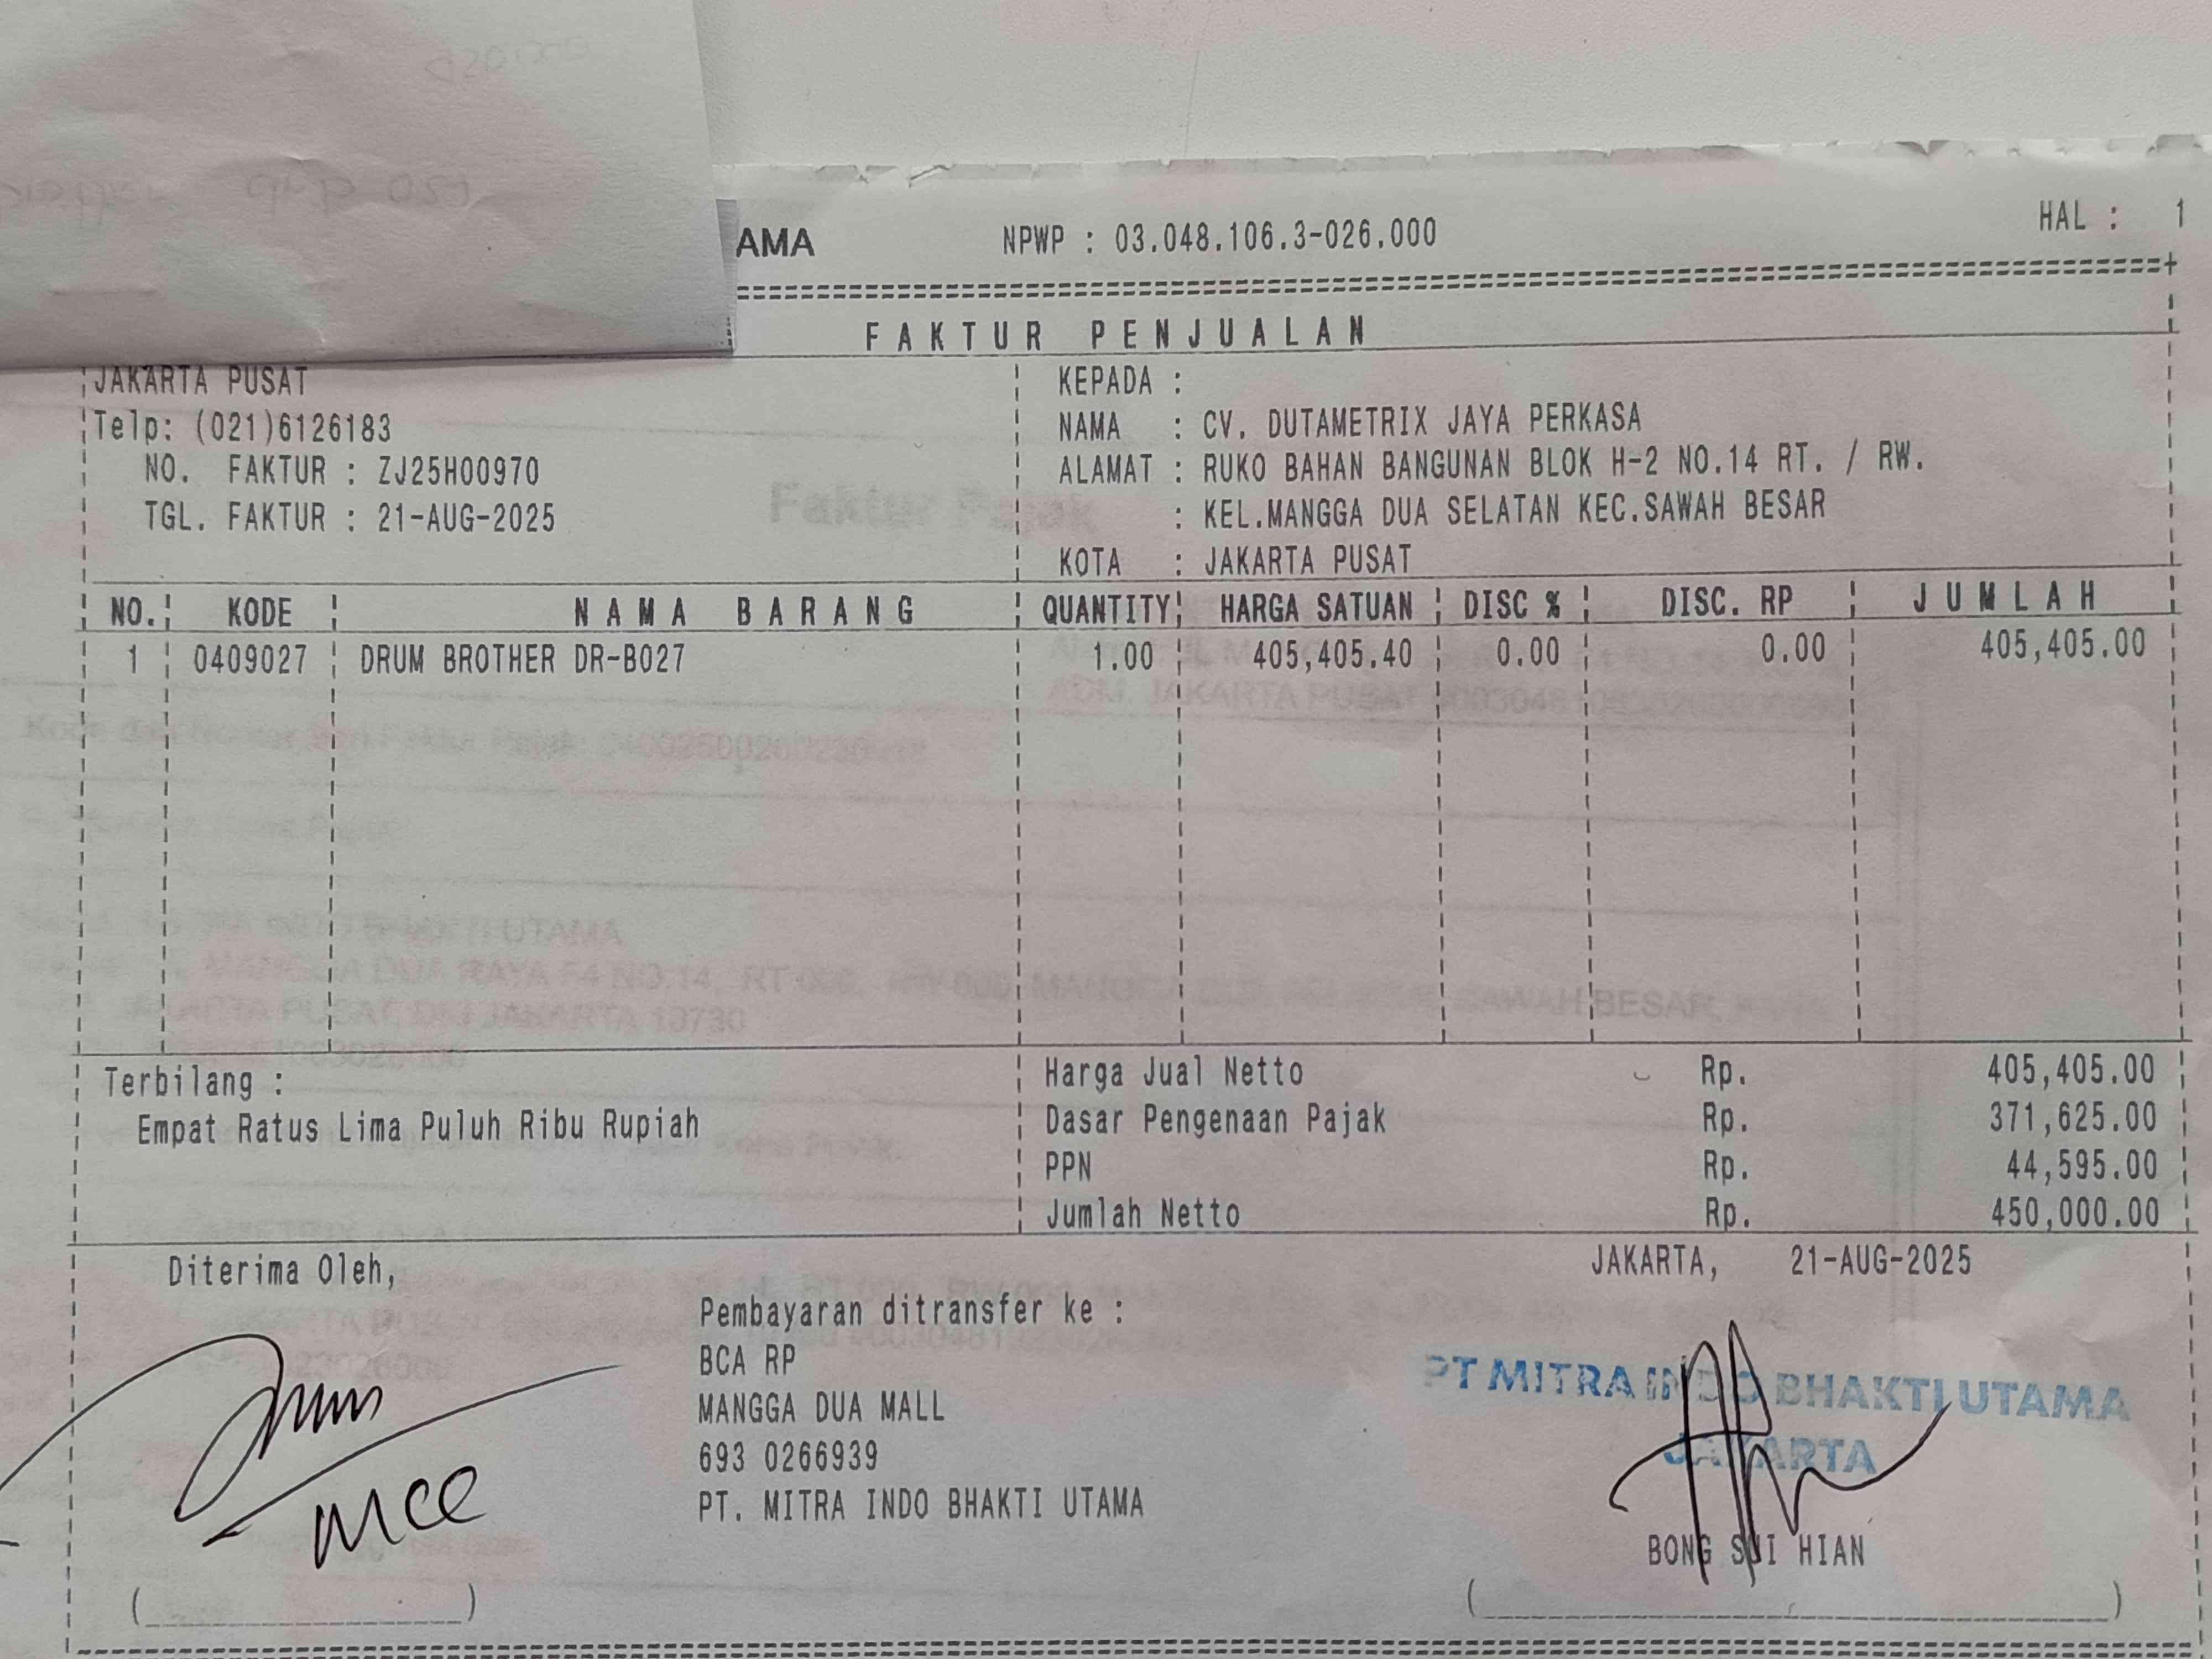 AMA NPWP : 03.048.106.3-026.000 HAL : 1
FAKTUR PENJUALAN
JAKARTA PUSAT
Telp: (021)6126183
NO. FAKTUR : ZJ25H00970
TGL. FAKTUR : 21-AUG-2025
KEPADA :
NAMA : CV. DUTAMETRIX JAYA PERKASA
ALAMAT : RUKO BAHAN BANGUNAN BLOK H-2 NO.14 RT. / RW.
: KEL.MANGGA DUA SELATAN KEC.SAWAH BESAR
KOTA : JAKARTA PUSAT
NO. KODE NAMA BARANG QUANTITY HARGA SATUAN DISC % DISC. RP JUMLAH
1 0409027 DRUM BROTHER DR-B027 1.00 405,405.40 0.00 0.00 405,405.00
Terbilang :
Empat Ratus Lima Puluh Ribu Rupiah
Harga Jual Netto Rp. 405,405.00
Dasar Pengenaan Pajak Rp. 371,625.00
PPN Rp. 44,595.00
Jumlah Netto Rp. 450,000.00
Diterima Oleh,
JAKARTA, 21-AUG-2025
Pembayaran ditransfer ke :
BCA RP
MANGGA DUA MALL
693 0266939
PT. MITRA INDO BHAKTI UTAMA
PT MITRA INDO BHAKTI UTAMA
JAKARTA
BONG SUI HIAN